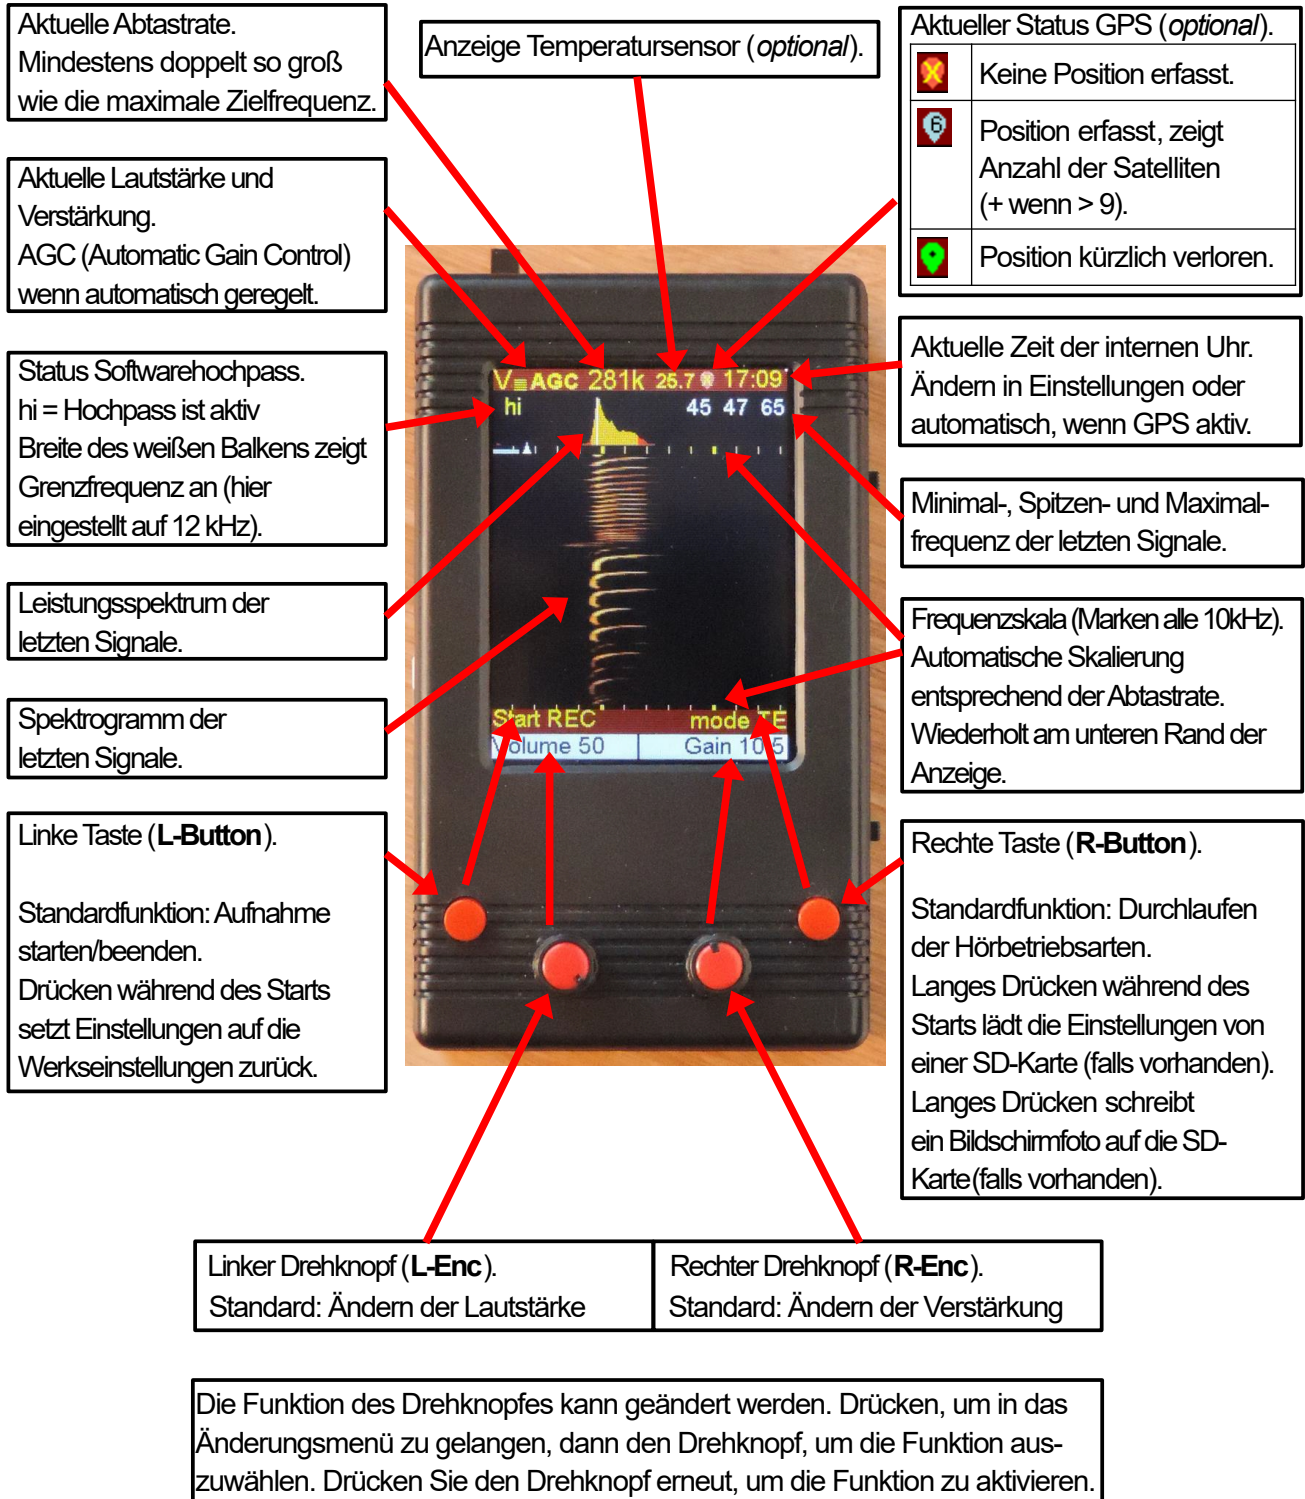 Aktuelle Abtastrate.
Mindestens doppelt so groß
wie die maximale Zielfrequenz.
Anzeige Temperatursensor (optional).
Aktueller Status GPS (optional).
Keine Position erfasst.
6
Position erfasst, zeigt
Anzahl der Satelliten
(+ wenn > 9).
Position kürzlich verloren.
Aktuelle Lautstärke und
Verstärkung.
AGC (Automatic Gain Control)
wenn automatisch geregelt.
Status Softwarehochpass.
hi = Hochpass ist aktiv
Breite des weißen Balkens zeigt
Grenzfrequenz an (hier
eingestellt auf 12 kHz).
Leistungsspektrum der
letzten Signale.
Spektrogramm der
letzten Signale.
Linke Taste (L-Button).
Standardfunktion: Aufnahme
starten/beenden.
Drücken während des Starts
setzt Einstellungen auf die
Werkseinstellungen zurück.
V AGC 281k 25.7 17:09
hi 45 47 65
Start REC mode TE
Volume 50 Gain 10.5
Aktuelle Zeit der internen Uhr.
Ändern in Einstellungen oder
automatisch, wenn GPS aktiv.
Minimal-, Spitzen- und Maximal-
frequenz der letzten Signale.
Frequenzskala (Marken alle 10kHz).
Automatische Skalierung
entsprechend der Abtastrate.
Wiederholt am unteren Rand der
Anzeige.
Rechte Taste (R-Button).
Standardfunktion: Durchlaufen
der Hörbetriebsarten.
Langes Drücken während des
Starts lädt die Einstellungen von
einer SD-Karte (falls vorhanden).
Langes Drücken schreibt
ein Bildschirmfoto auf die SD-
Karte (falls vorhanden).
Linker Drehknopf (L-Enc).
Standard: Ändern der Lautstärke
Rechter Drehknopf (R-Enc).
Standard: Ändern der Verstärkung
Die Funktion des Drehknopfes kann geändert werden. Drücken, um in das
Änderungsmenü zu gelangen, dann den Drehknopf, um die Funktion aus-
zuwählen. Drücken Sie den Drehknopf erneut, um die Funktion zu aktivieren.